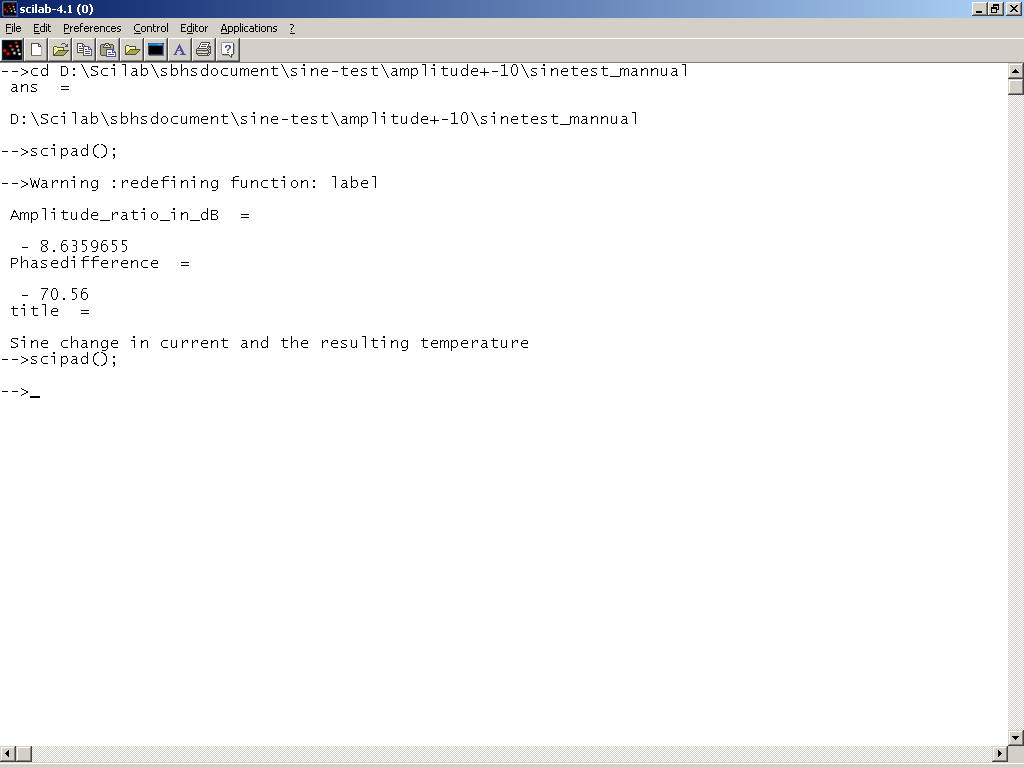 scilab-4.1 (0)
File Edit Preferences Control Editor Applications ?
-->cd D:\Scilab\sbhsdocument\sine-test\amplitude+-10\sinetest_mannual
ans  =
D:\Scilab\sbhsdocument\sine-test\amplitude+-10\sinetest_mannual
-->scipad();
-->Warning :redefining function: label
Amplitude_ratio_in_dB  =
- 8.6359655
Phasedifference  =
- 70.56
title  =
Sine change in current and the resulting temperature
-->scipad();
-->_